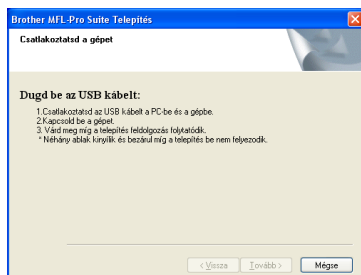 Brother MFL-Pro Suite Telepítés
Csatlakoztatsd a gépet
Dugd be az USB kábelt:
1.Csatlakoztatsd az USB kábelt a PC-be és a gépbe.
2.Kapcsold be a gépet.
3. Várd meg míg a telepítés feldolgozás folytatódik.
* Néhány ablak kinyílik és bezárul míg a telepítés be nem fejyezodik.
< Vissza Tovább > Mégse